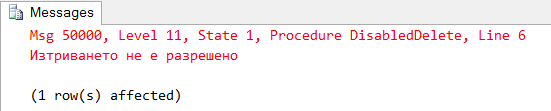 Messages
Msg 50000, Level 11, State 1, Procedure DisabledDelete, Line 6
Изтриването не е разрешено
(1 row(s) affected)